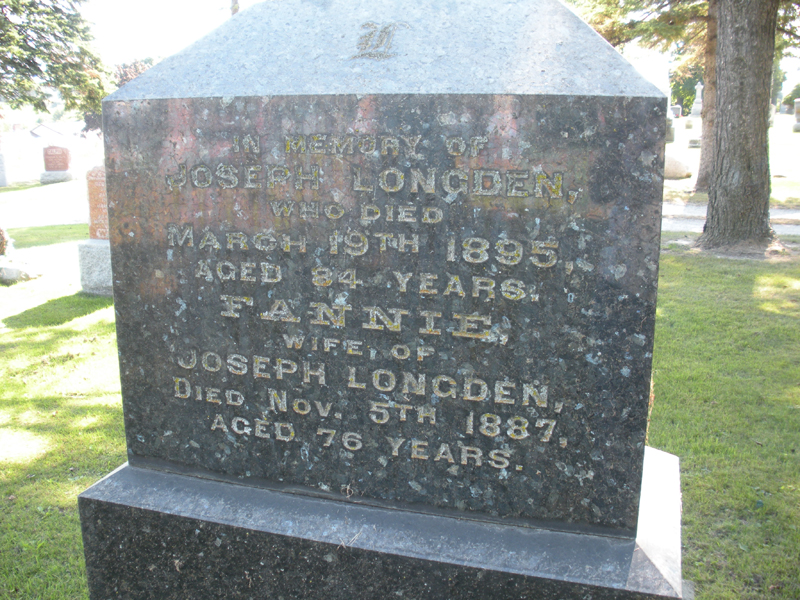 IN MEMORY OF
JOSEPH LONGDEN,
WHO DIED
MARCH 19TH 1895,
AGED 84 YEARS.
FANNIE,
WIFE OF
JOSEPH LONGDEN,
DIED NOV. 5TH 1887,
AGED 76 YEARS.